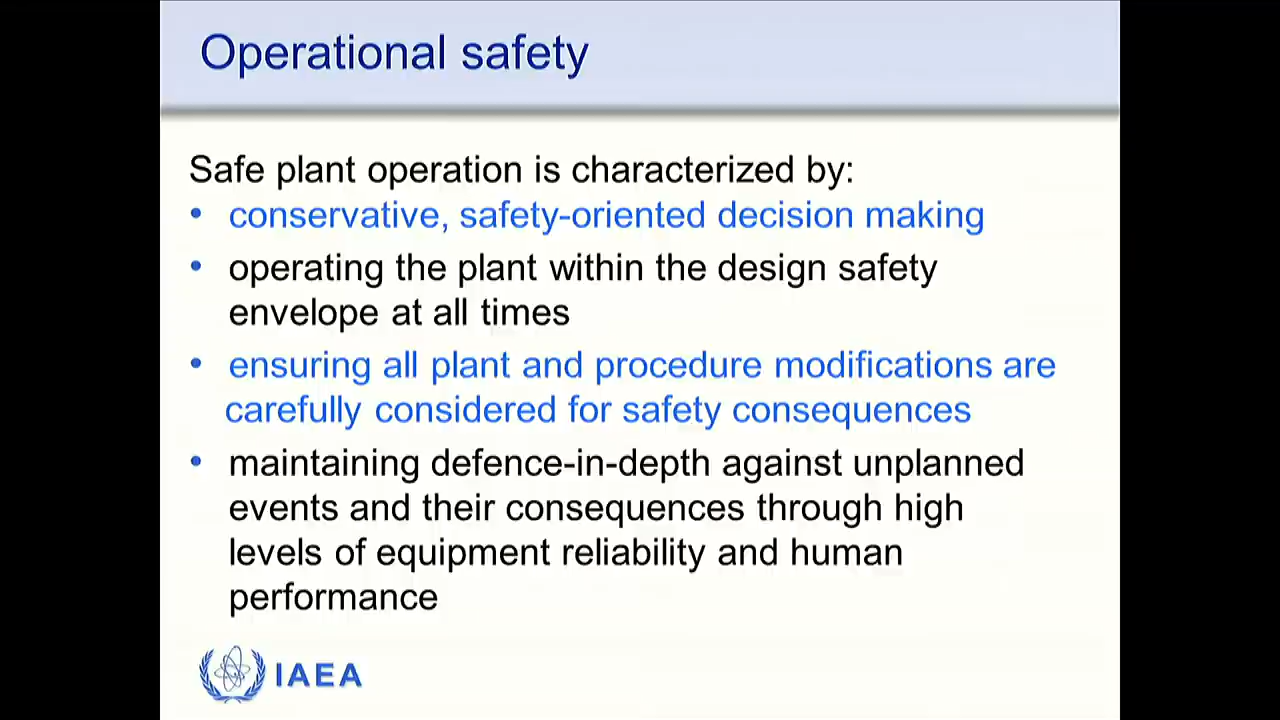 Operational safety
Safe plant operation is characterized by:
• conservative, safety-oriented decision making
• operating the plant within the design safety
envelope at all times
• ensuring all plant and procedure modifications are
carefully considered for safety consequences
• maintaining defence-in-depth against unplanned
events and their consequences through high
levels of equipment reliability and human
performance
IAEA